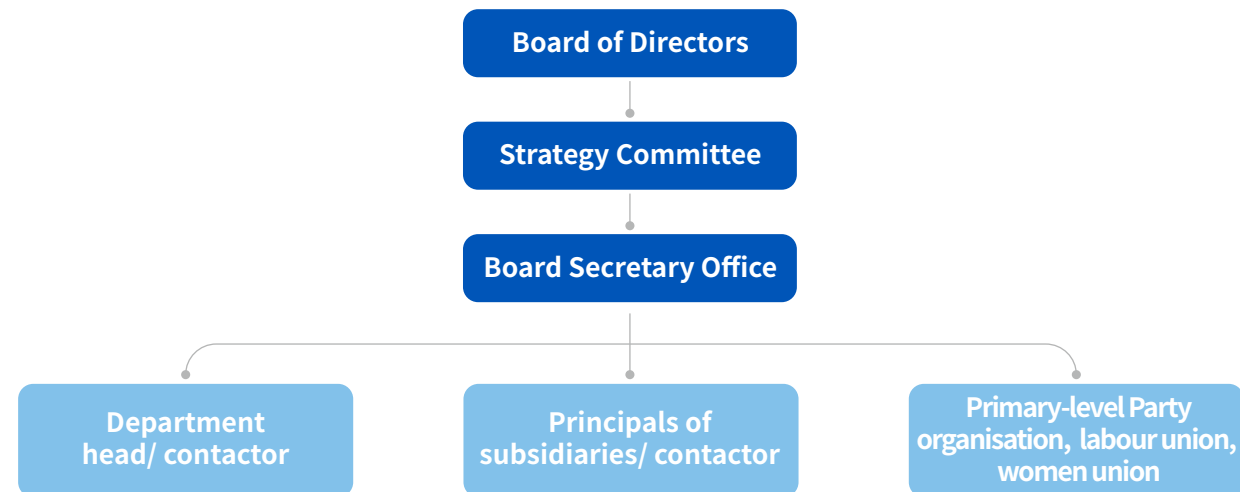 Board of Directors
Strategy Committee
Board Secretary Office
Department
head/ contactor
Principals of
subsidiaries/ contactor
Primary-level Party
organisation, labour union,
women union